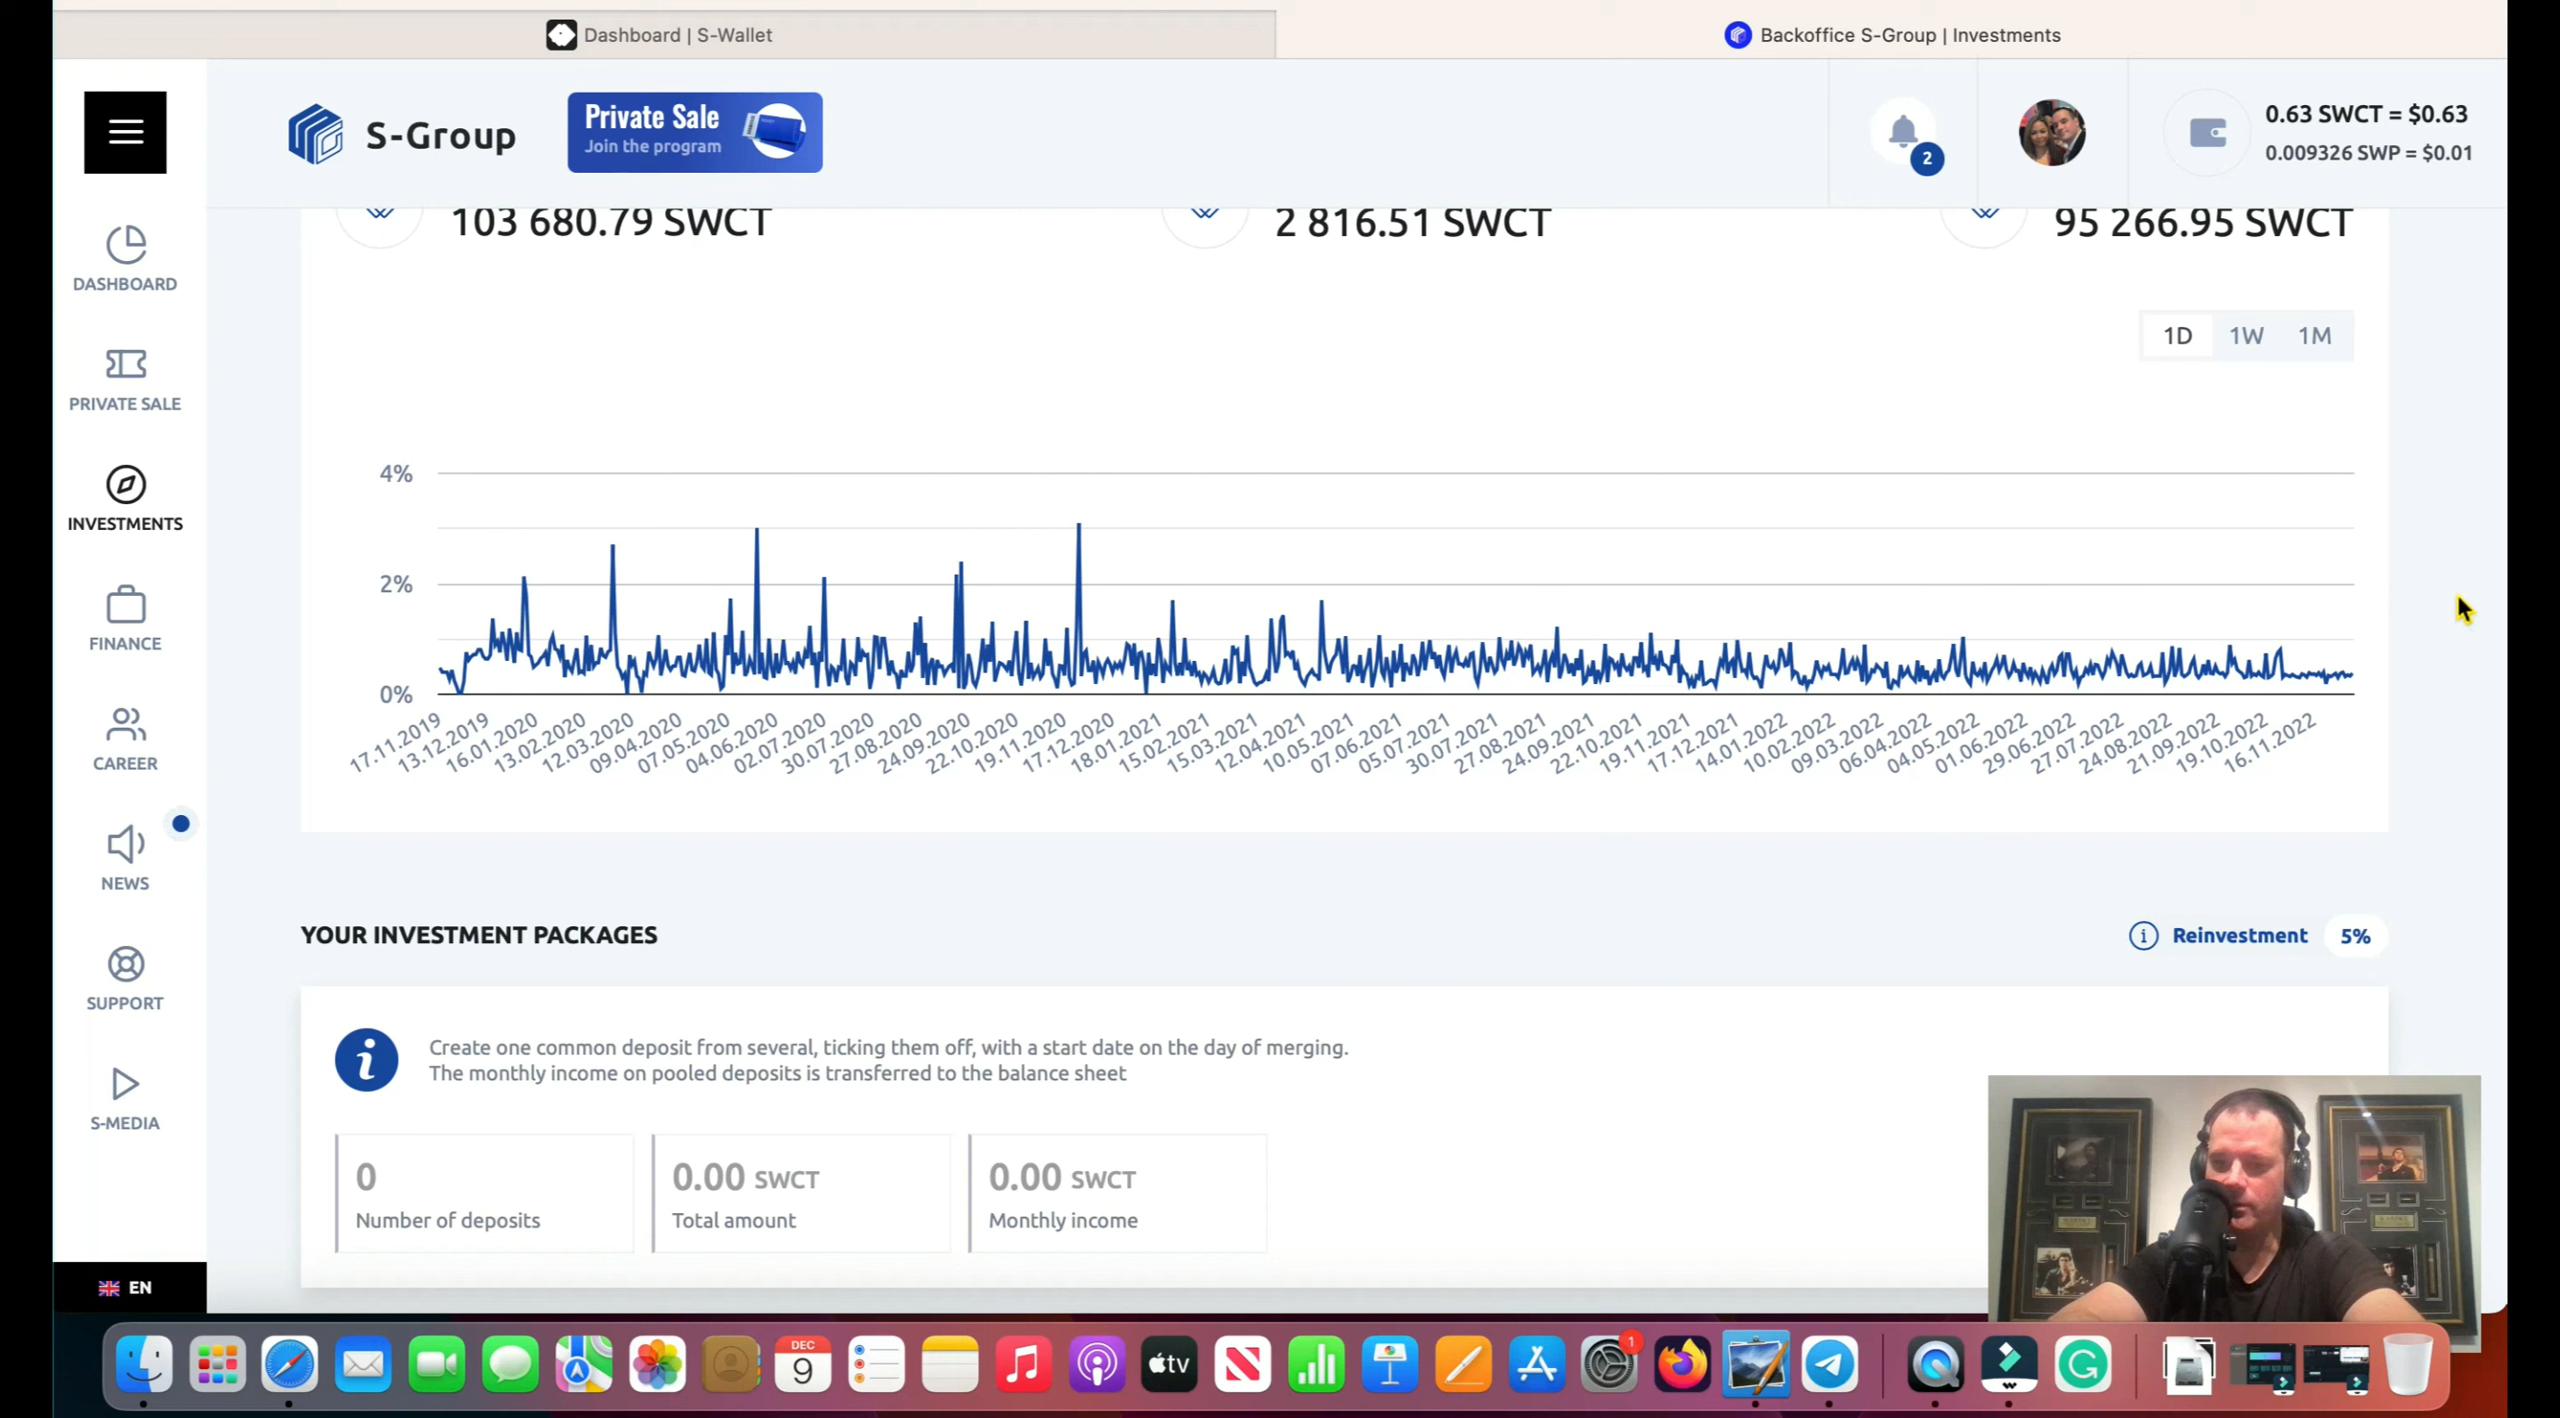 Dashboard | S-Wallet
Backoffice S-Group | Investments
S-Group
Private Sale
Join the program
2
0.63 SWCT = $0.63
0.009326 SWP = $0.01
DASHBOARD
PRIVATE SALE
INVESTMENTS
FINANCE
CAREER
NEWS
SUPPORT
S-MEDIA
EN
103 680.79 SWCT
2 816.51 SWCT
95 266.95 SWCT
1D 1W 1M
4%
2%
0%
17.11.2019
13.12.2019
16.01.2020
13.02.2020
12.03.2020
09.04.2020
07.05.2020
04.06.2020
02.07.2020
30.07.2020
27.08.2020
24.09.2020
22.10.2020
19.11.2020
17.12.2020
18.01.2021
15.02.2021
15.03.2021
12.04.2021
10.05.2021
07.06.2021
05.07.2021
30.07.2021
27.08.2021
24.09.2021
22.10.2021
19.11.2021
17.12.2021
14.01.2022
10.02.2022
09.03.2022
06.04.2022
04.05.2022
01.06.2022
29.06.2022
27.07.2022
24.08.2022
21.09.2022
19.10.2022
16.11.2022
YOUR INVESTMENT PACKAGES
Reinvestment 5%
Create one common deposit from several, ticking them off, with a start date on the day of merging.
The monthly income on pooled deposits is transferred to the balance sheet
0
Number of deposits
0.00 SWCT
Total amount
0.00 SWCT
Monthly income
DEC
9
tv
1